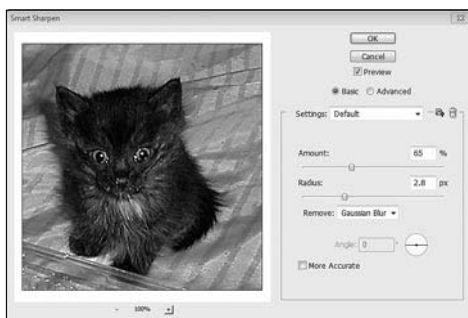 Smart Sharpen
OK
Cancel
Preview
Basic Advanced
Settings: Default
Amount: 65 %
Radius: 2.8 px
Remove: Gaussian Blur
Angle: 0 °
More Accurate
- 100% +